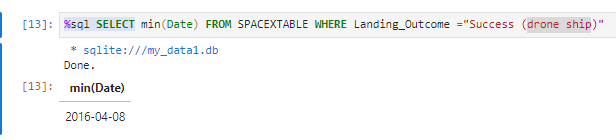 [13]: %sql SELECT min(Date) FROM SPACEXTABLE WHERE Landing_Outcome ="Success (drone ship)"
* sqlite:///my_data1.db
Done.
[13]: min(Date)
2016-04-08